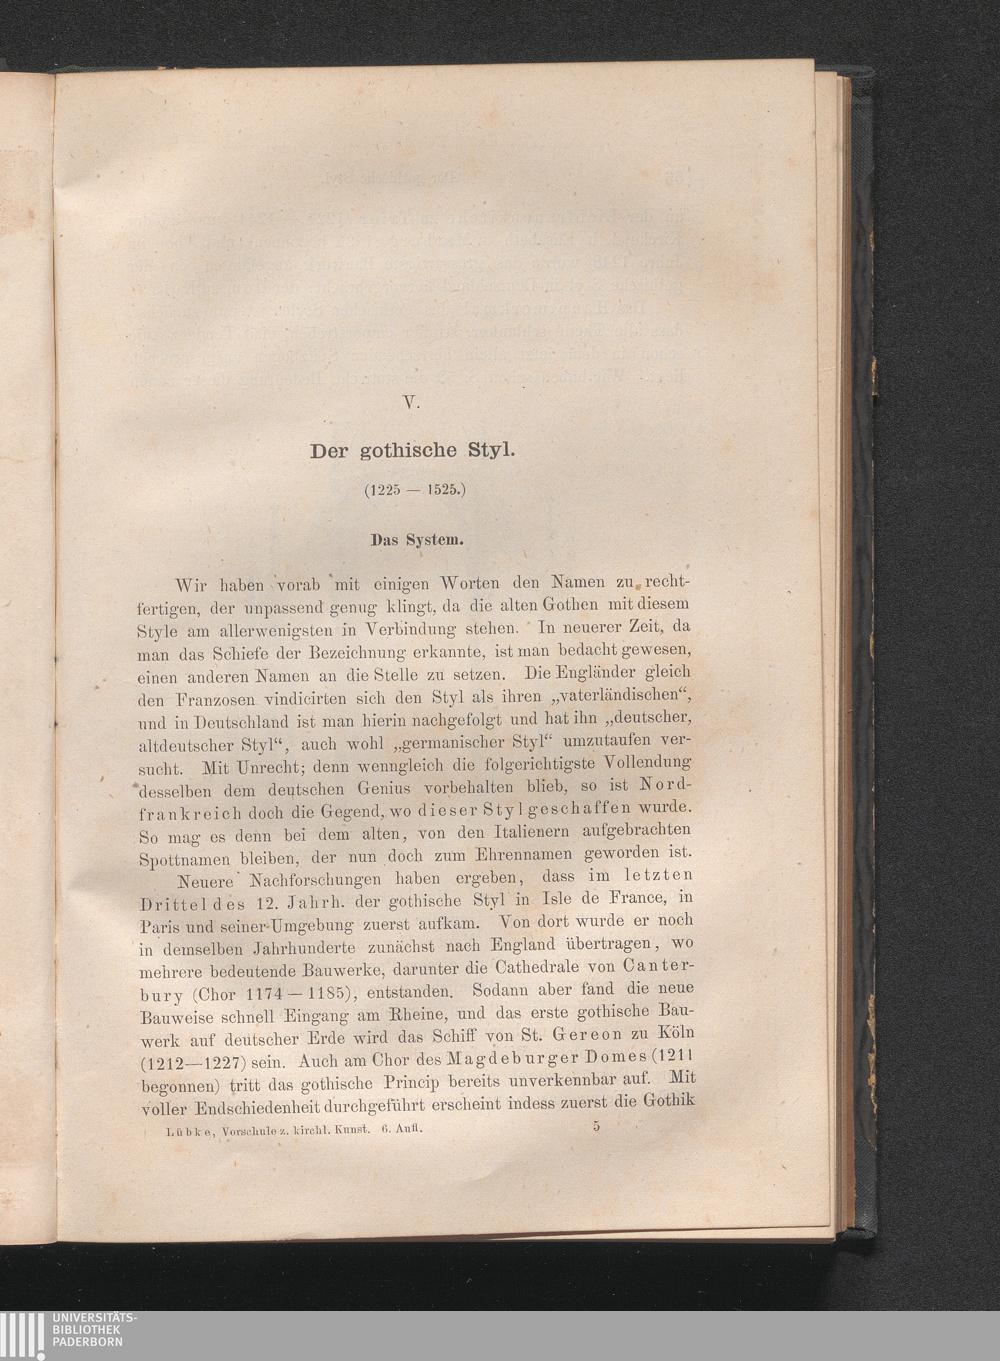 V.
Der gothische Styl.
(1225 — 1525.)
Das System.
Wir haben vorab mit einigen Worten den Namen zu recht-
fertigen, der unpassend genug klingt, da die alten Gothen mit diesem
Style am allerwenigsten in Verbindung stehen. In neuerer Zeit, da
man das Schiefe der Bezeichnung erkannte, ist man bedacht gewesen,
einen anderen Namen an die Stelle zu setzen. Die Engländer gleich
den Franzosen vindicirten sich den Styl als ihren „vaterländischen“,
und in Deutschland ist man hierin nachgefolgt und hat ihn „deutscher,
altdeutscher Styl“, auch wohl „germanischer Styl“ umzutaufen ver-
sucht. Mit Unrecht; denn wenngleich die folgerichtigste Vollendung
desselben dem deutschen Genius vorbehalten blieb, so ist Nord-
frankreich doch die Gegend, wo dieser Styl geschaffen wurde.
So mag es denn bei dem alten, von den Italienern aufgebrachten
Spottnamen bleiben, der nun doch zum Ehrennamen geworden ist.
Neuere Nachforschungen haben ergeben, dass im letzten
Drittel des 12. Jahrh. der gothische Styl in Isle de France, in
Paris und seiner Umgebung zuerst aufkam. Von dort wurde er noch
in demselben Jahrhunderte zunächst nach England übertragen, wo
mehrere bedeutende Bauwerke, darunter die Cathedrale von Canter-
bury (Chor 1174 — 1185), entstanden. Sodann aber fand die neue
Bauweise schnell Eingang am Rheine, und das erste gothische Bau-
werk auf deutscher Erde wird das Schiff von St. Gereon zu Köln
(1212—1227) sein. Auch am Chor des Magdeburger Domes (1211
begonnen) tritt das gothische Princip bereits unverkennbar auf. Mit
voller Endschiedenheit durchgeführt erscheint indess zuerst die Gothik
Lübke, Vorschule z. kirchl. Kunst. 6. Aufl. 5
UNIVERSITÄTS-
BIBLIOTHEK
PADERBORN